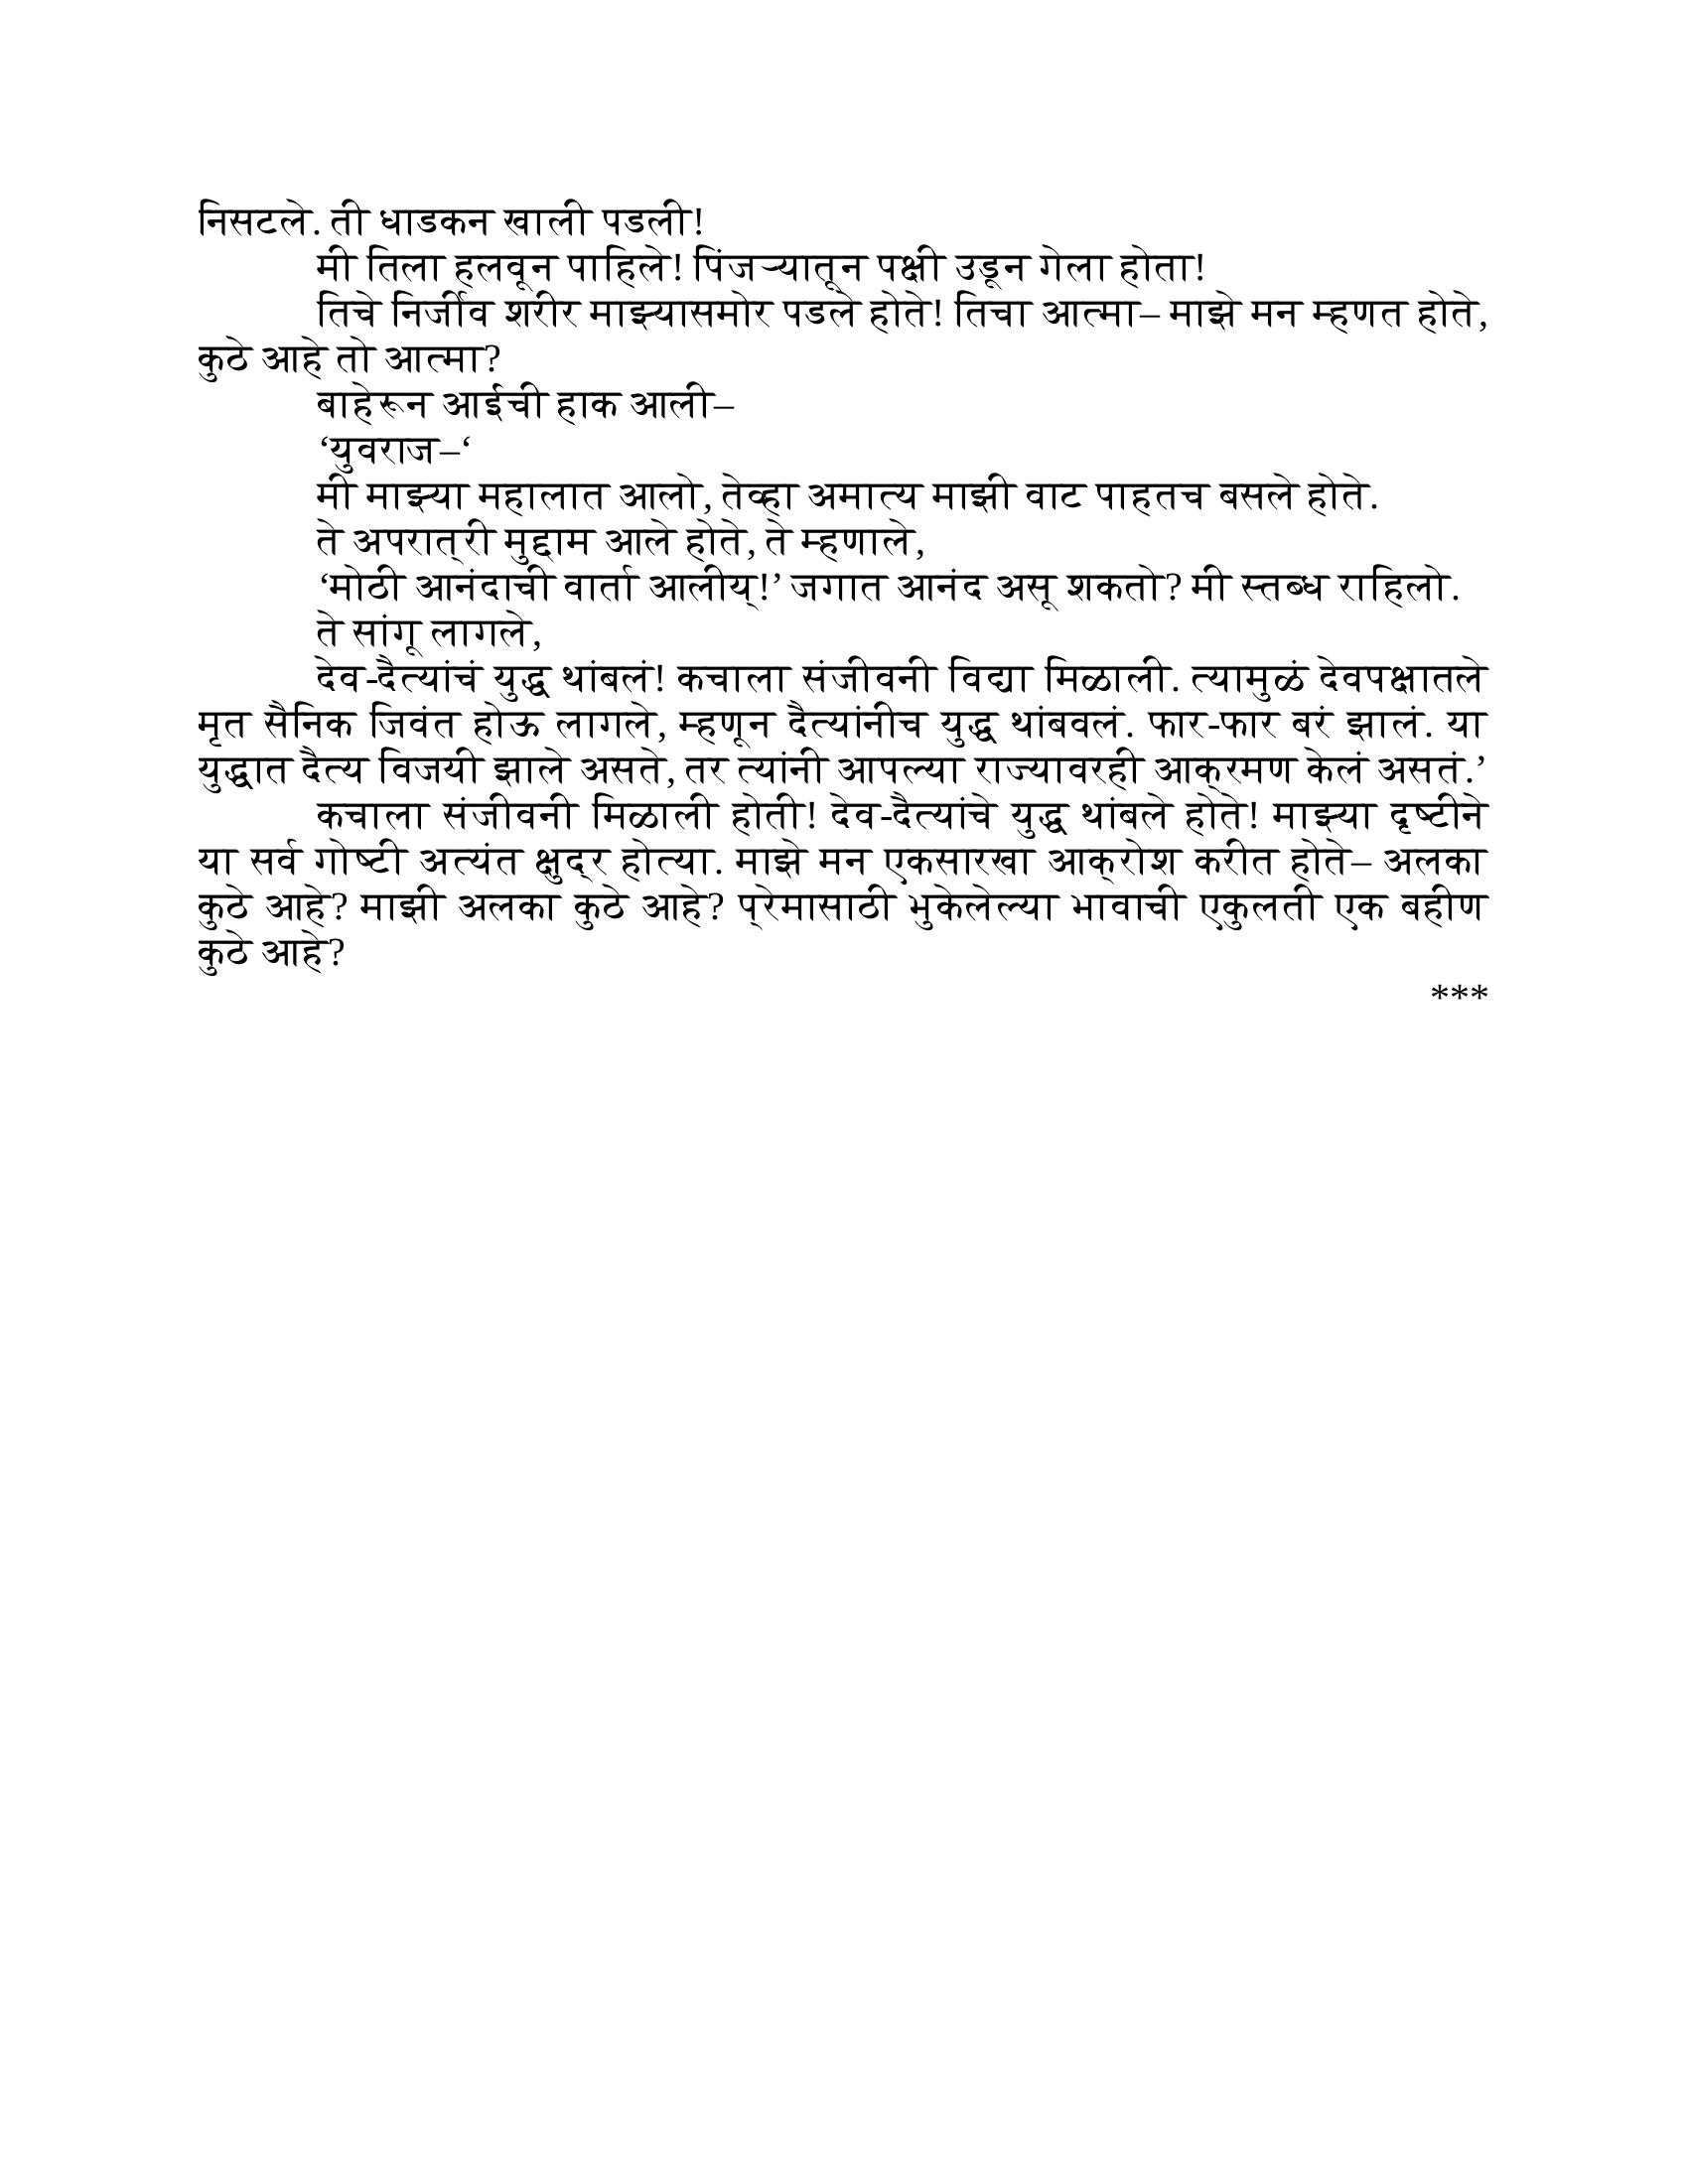 निसटले. ती धाडकन खाली पडली!
मी तिला हलवून पाहिले! पिंजऱ्यातून पक्षी उडून गेला होता!
तिचे निर्जीव शरीर माझ्यासमोर पडले होते! तिचा आत्मा– माझे मन म्हणत होते,
कुठे आहे तो आत्मा?
बाहेरून आईची हाक आली–
‘युवराज–‘
मी माझ्या महालात आलो, तेव्हा अमात्य माझी वाट पाहतच बसले होते.
ते अपरात्‌री मुद्दाम आले होते, ते म्हणाले,
‘मोठी आनंदाची वार्ता आलीय्!’ जगात आनंद असू शकतो? मी स्तब्ध राहिलो.
ते सांगू लागले,
देव-दैत्यांचं युद्ध थांबलं! कचाला संजीवनी विद्या मिळाली. त्यामुळं देवपक्षातले
मृत सैनिक जिवंत होऊ लागले, म्हणून दैत्यांनीच युद्ध थांबवलं. फार-फार बरं झालं. या
युद्धात दैत्य विजयी झाले असते, तर त्यांनी आपल्या राज्यावरही आक्‌रमण केलं असतं.’
कचाला संजीवनी मिळाली होती! देव-दैत्यांचे युद्ध थांबले होते! माझ्या दृष्टीने
या सर्व गोष्टी अत्यंत क्षुद्‌र होत्या. माझे मन एकसारखा आक्‌रोश करीत होते– अलका
कुठे आहे? माझी अलका कुठे आहे? प्‌रेमासाठी भुकेलेल्या भावाची एकुलती एक बहीण
कुठे आहे?
***